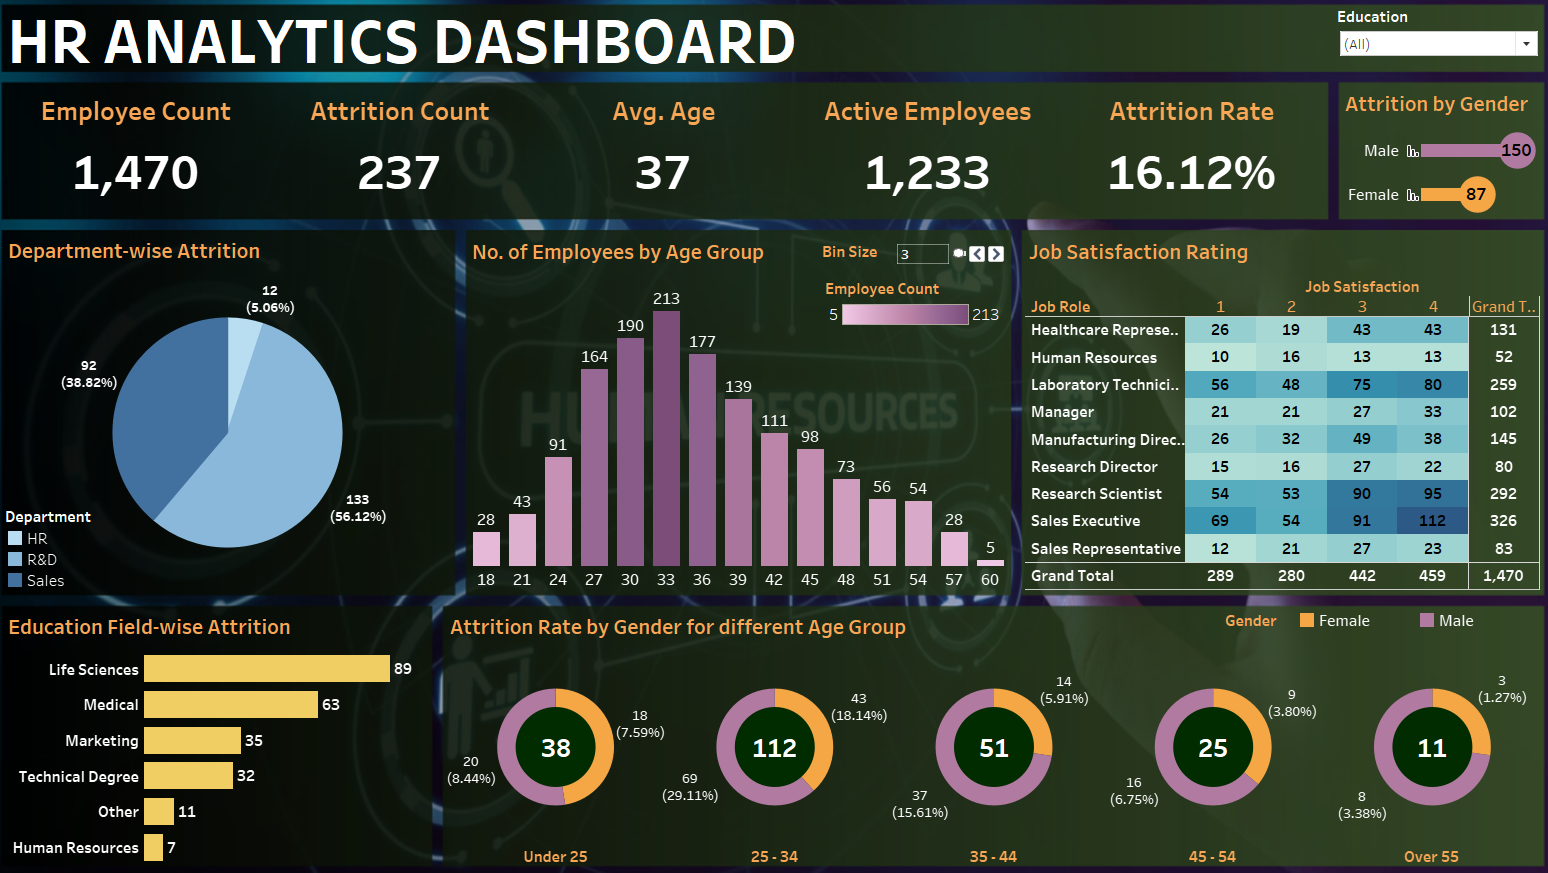 HR ANALYTICS DASHBOARD
Education
(All)
Employee Count
1,470
Attrition Count
237
Avg. Age
37
Active Employees
1,233
Attrition Rate
16.12%
Attrition by Gender
Male 150
Female 87
Department-wise Attrition
12
(5.06%)
92
(38.82%)
133
(56.12%)
Department
HR
R&D
Sales
No. of Employees by Age Group
Bin Size 3
Employee Count
5 213
28 43 91 164 190 213 177 139 111 98 73 56 54 28 5
18 21 24 27 30 33 36 39 42 45 48 51 54 57 60
HUMAN RESOURCES
Job Satisfaction Rating
Job Satisfaction
Job Role 1 2 3 4 Grand T..
Healthcare Represe.. 26 19 43 43 131
Human Resources 10 16 13 13 52
Laboratory Technici.. 56 48 75 80 259
Manager 21 21 27 33 102
Manufacturing Direc.. 26 32 49 38 145
Research Director 15 16 27 22 80
Research Scientist 54 53 90 95 292
Sales Executive 69 54 91 112 326
Sales Representative 12 21 27 23 83
Grand Total 289 280 442 459 1,470
Education Field-wise Attrition
Life Sciences 89
Medical 63
Marketing 35
Technical Degree 32
Other 11
Human Resources 7
Attrition Rate by Gender for different Age Group
Gender Female Male
18
(7.59%)
38
20
(8.44%)
Under 25
43
(18.14%)
112
69
(29.11%)
25 - 34
14
(5.91%)
51
37
(15.61%)
35 - 44
9
(3.80%)
25
16
(6.75%)
45 - 54
3
(1.27%)
11
8
(3.38%)
Over 55